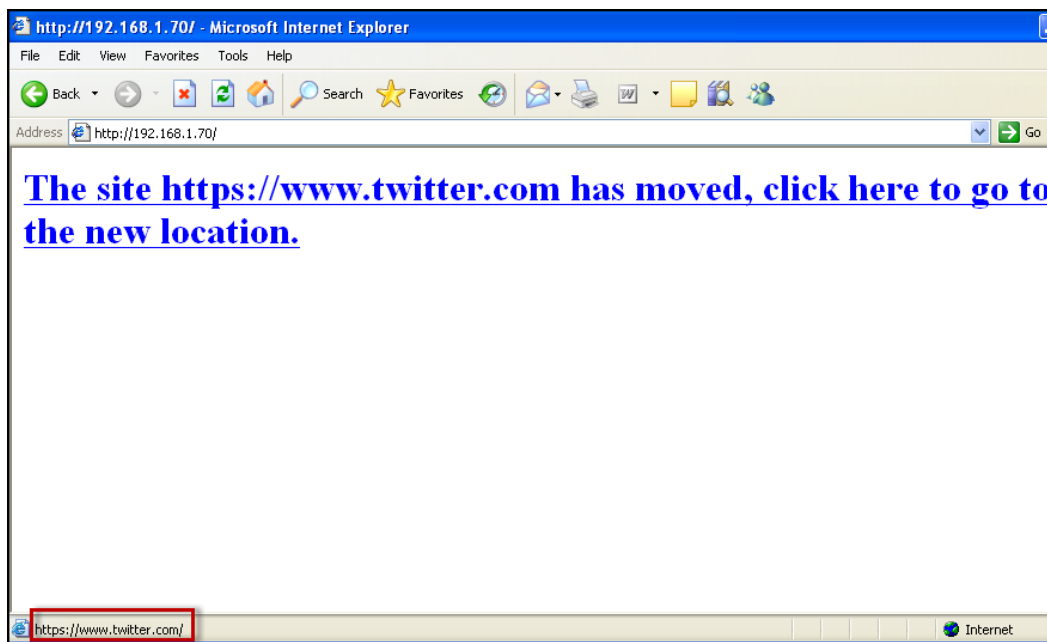 http://192.168.1.70/ - Microsoft Internet Explorer
File Edit View Favorites Tools Help
Back Search Favorites
Address http://192.168.1.70/ Go
The site https://www.twitter.com has moved, click here to go to
the new location.
https://www.twitter.com/ Internet